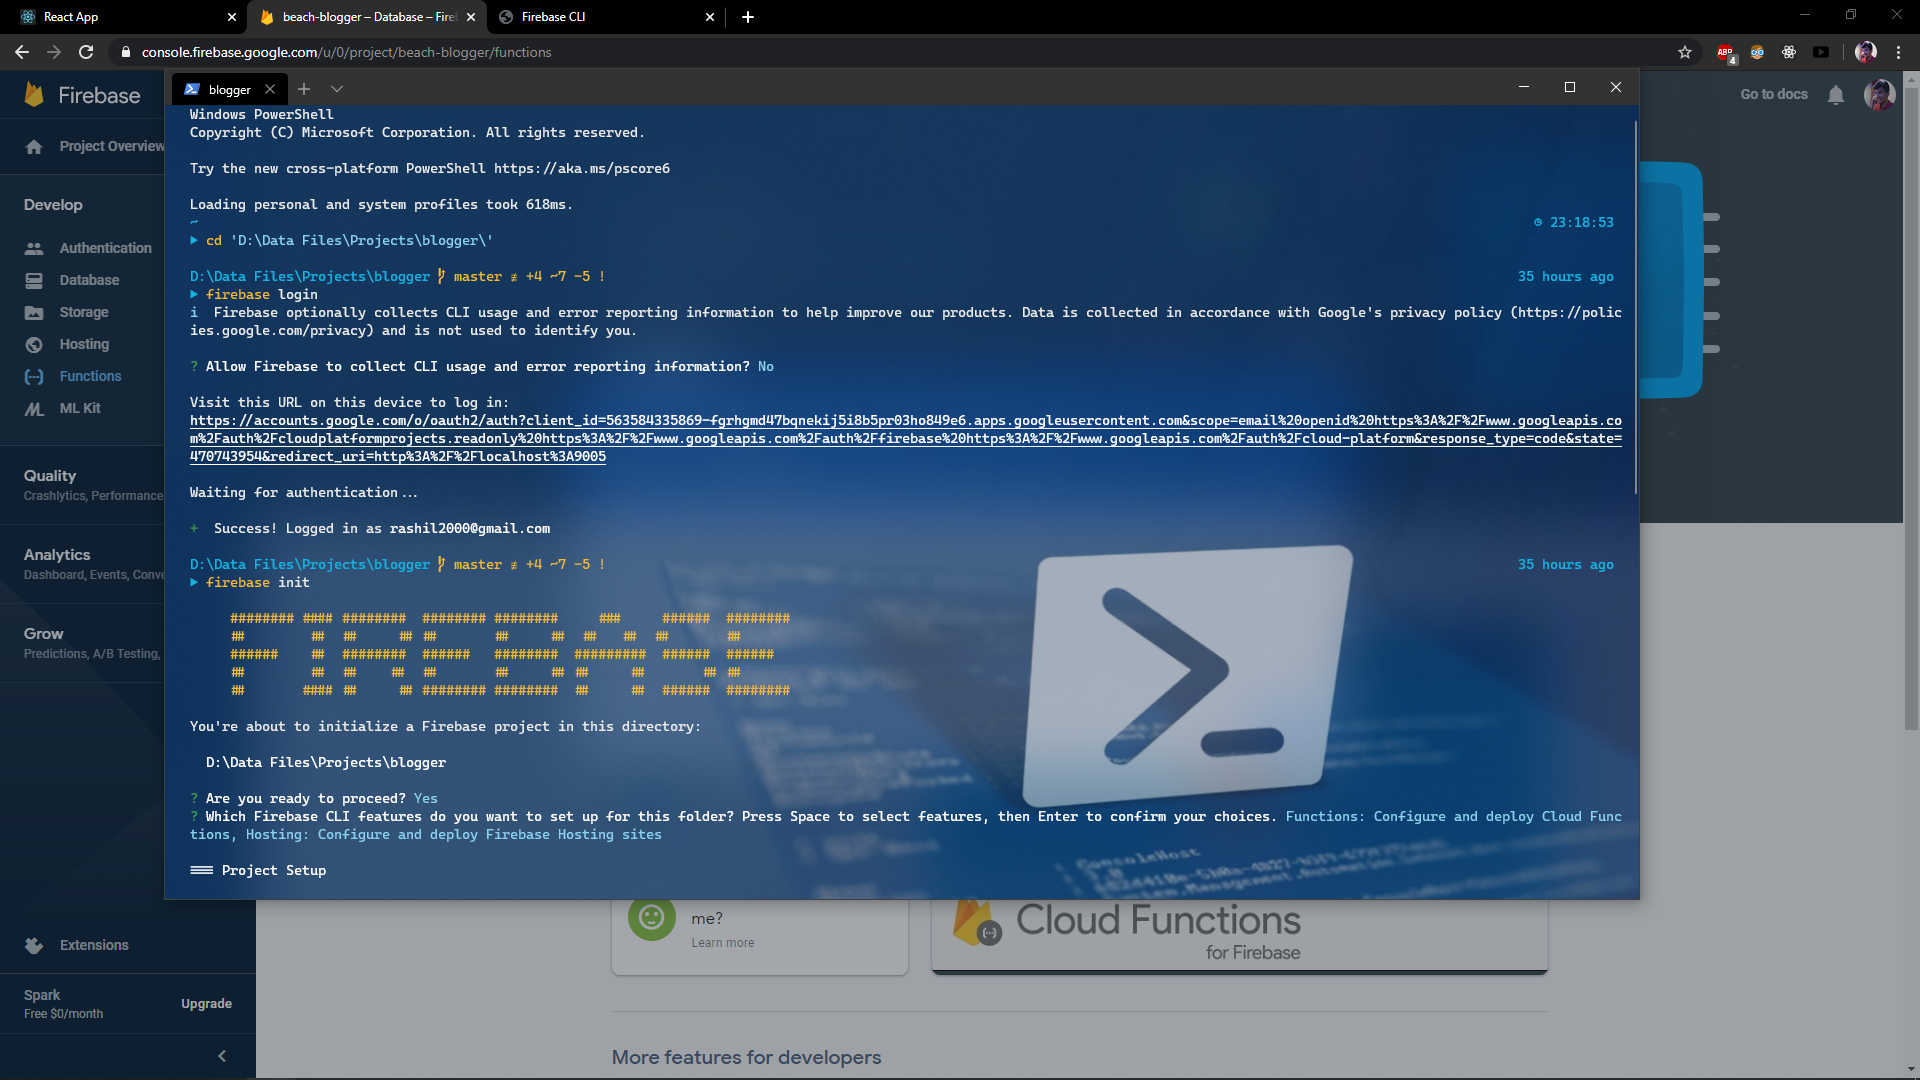 React App
beach-blogger – Database – Fire
Firebase CLI
console.firebase.google.com/u/0/project/beach-blogger/functions
ABP
4
Firebase
Go to docs
Project Overview
Develop
Authentication
Database
Storage
Hosting
Functions
ML Kit
Quality
Crashlytics, Performance
Analytics
Dashboard, Events, Conve
Grow
Predictions, A/B Testing,
Extensions
Spark
Free $0/month
Upgrade
blogger
Windows PowerShell
Copyright (C) Microsoft Corporation. All rights reserved.
Try the new cross-platform PowerShell https://aka.ms/pscore6
Loading personal and system profiles took 618ms.
~
23:18:53
cd 'D:\Data Files\Projects\blogger\'
D:\Data Files\Projects\blogger master ≢ +4 ~7 -5 !
35 hours ago
firebase login
i Firebase optionally collects CLI usage and error reporting information to help improve our products. Data is collected in accordance with Google's privacy policy (https://polic
ies.google.com/privacy) and is not used to identify you.
? Allow Firebase to collect CLI usage and error reporting information? No
Visit this URL on this device to log in:
https://accounts.google.com/o/oauth2/auth?client_id=563584335869-fgrhgmd47bqnekij5i8b5pr03ho849e6.apps.googleusercontent.com&scope=email%20openid%20https%3A%2F%2Fwww.googleapis.co
m%2Fauth%2Fcloudplatformprojects.readonly%20https%3A%2F%2Fwww.googleapis.com%2Fauth%2Ffirebase%20https%3A%2F%2Fwww.googleapis.com%2Fauth%2Fcloud-platform&response_type=code&state=
470743954&redirect_uri=http%3A%2F%2Flocalhost%3A9005
Waiting for authentication...
+ Success! Logged in as rashil2000@gmail.com
D:\Data Files\Projects\blogger master ≢ +4 ~7 -5 !
35 hours ago
firebase init
FIREBASE
You're about to initialize a Firebase project in this directory:
D:\Data Files\Projects\blogger
? Are you ready to proceed? Yes
? Which Firebase CLI features do you want to set up for this folder? Press Space to select features, then Enter to confirm your choices. Functions: Configure and deploy Cloud Func
tions, Hosting: Configure and deploy Firebase Hosting sites
=== Project Setup
me?
Learn more
Cloud Functions
for Firebase
More features for developers